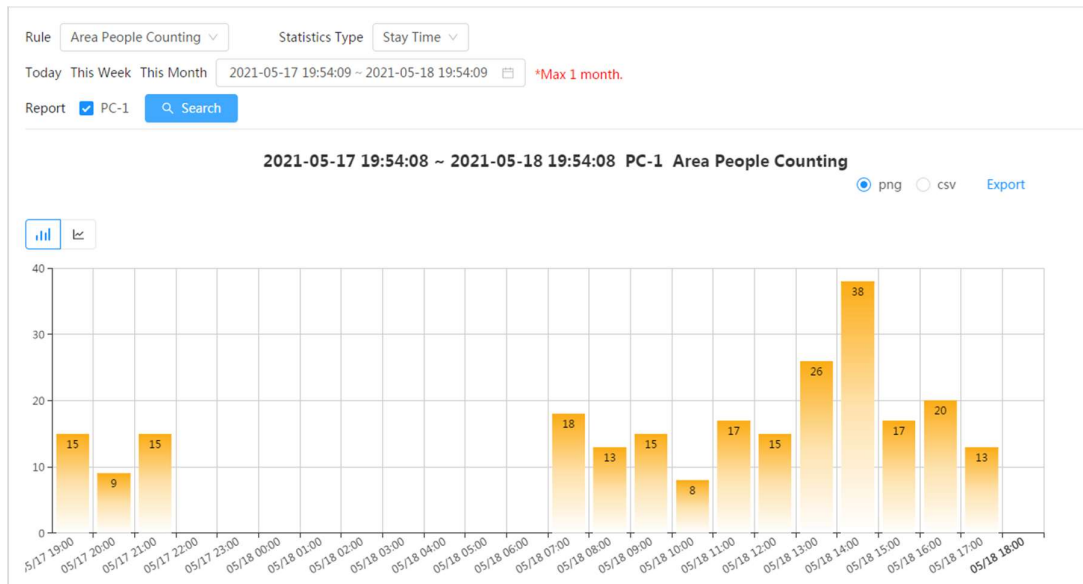 Rule Area People Counting Statistics Type Stay Time
Today This Week This Month 2021-05-17 19:54:09 ~ 2021-05-18 19:54:09 *Max 1 month.
Report PC-1 Search
2021-05-17 19:54:08 ~ 2021-05-18 19:54:08 PC-1 Area People Counting
png csv Export
40
30
20
10
0
15 9 15 18 13 15 8 17 15 26 38 17 20 13
05/17 19:00 05/17 20:00 05/17 21:00 05/17 22:00 05/17 23:00 05/18 00:00 05/18 01:00 05/18 02:00 05/18 03:00 05/18 04:00 05/18 05:00 05/18 06:00 05/18 07:00 05/18 08:00 05/18 09:00 05/18 10:00 05/18 11:00 05/18 12:00 05/18 13:00 05/18 14:00 05/18 15:00 05/18 16:00 05/18 17:00 05/18 18:00